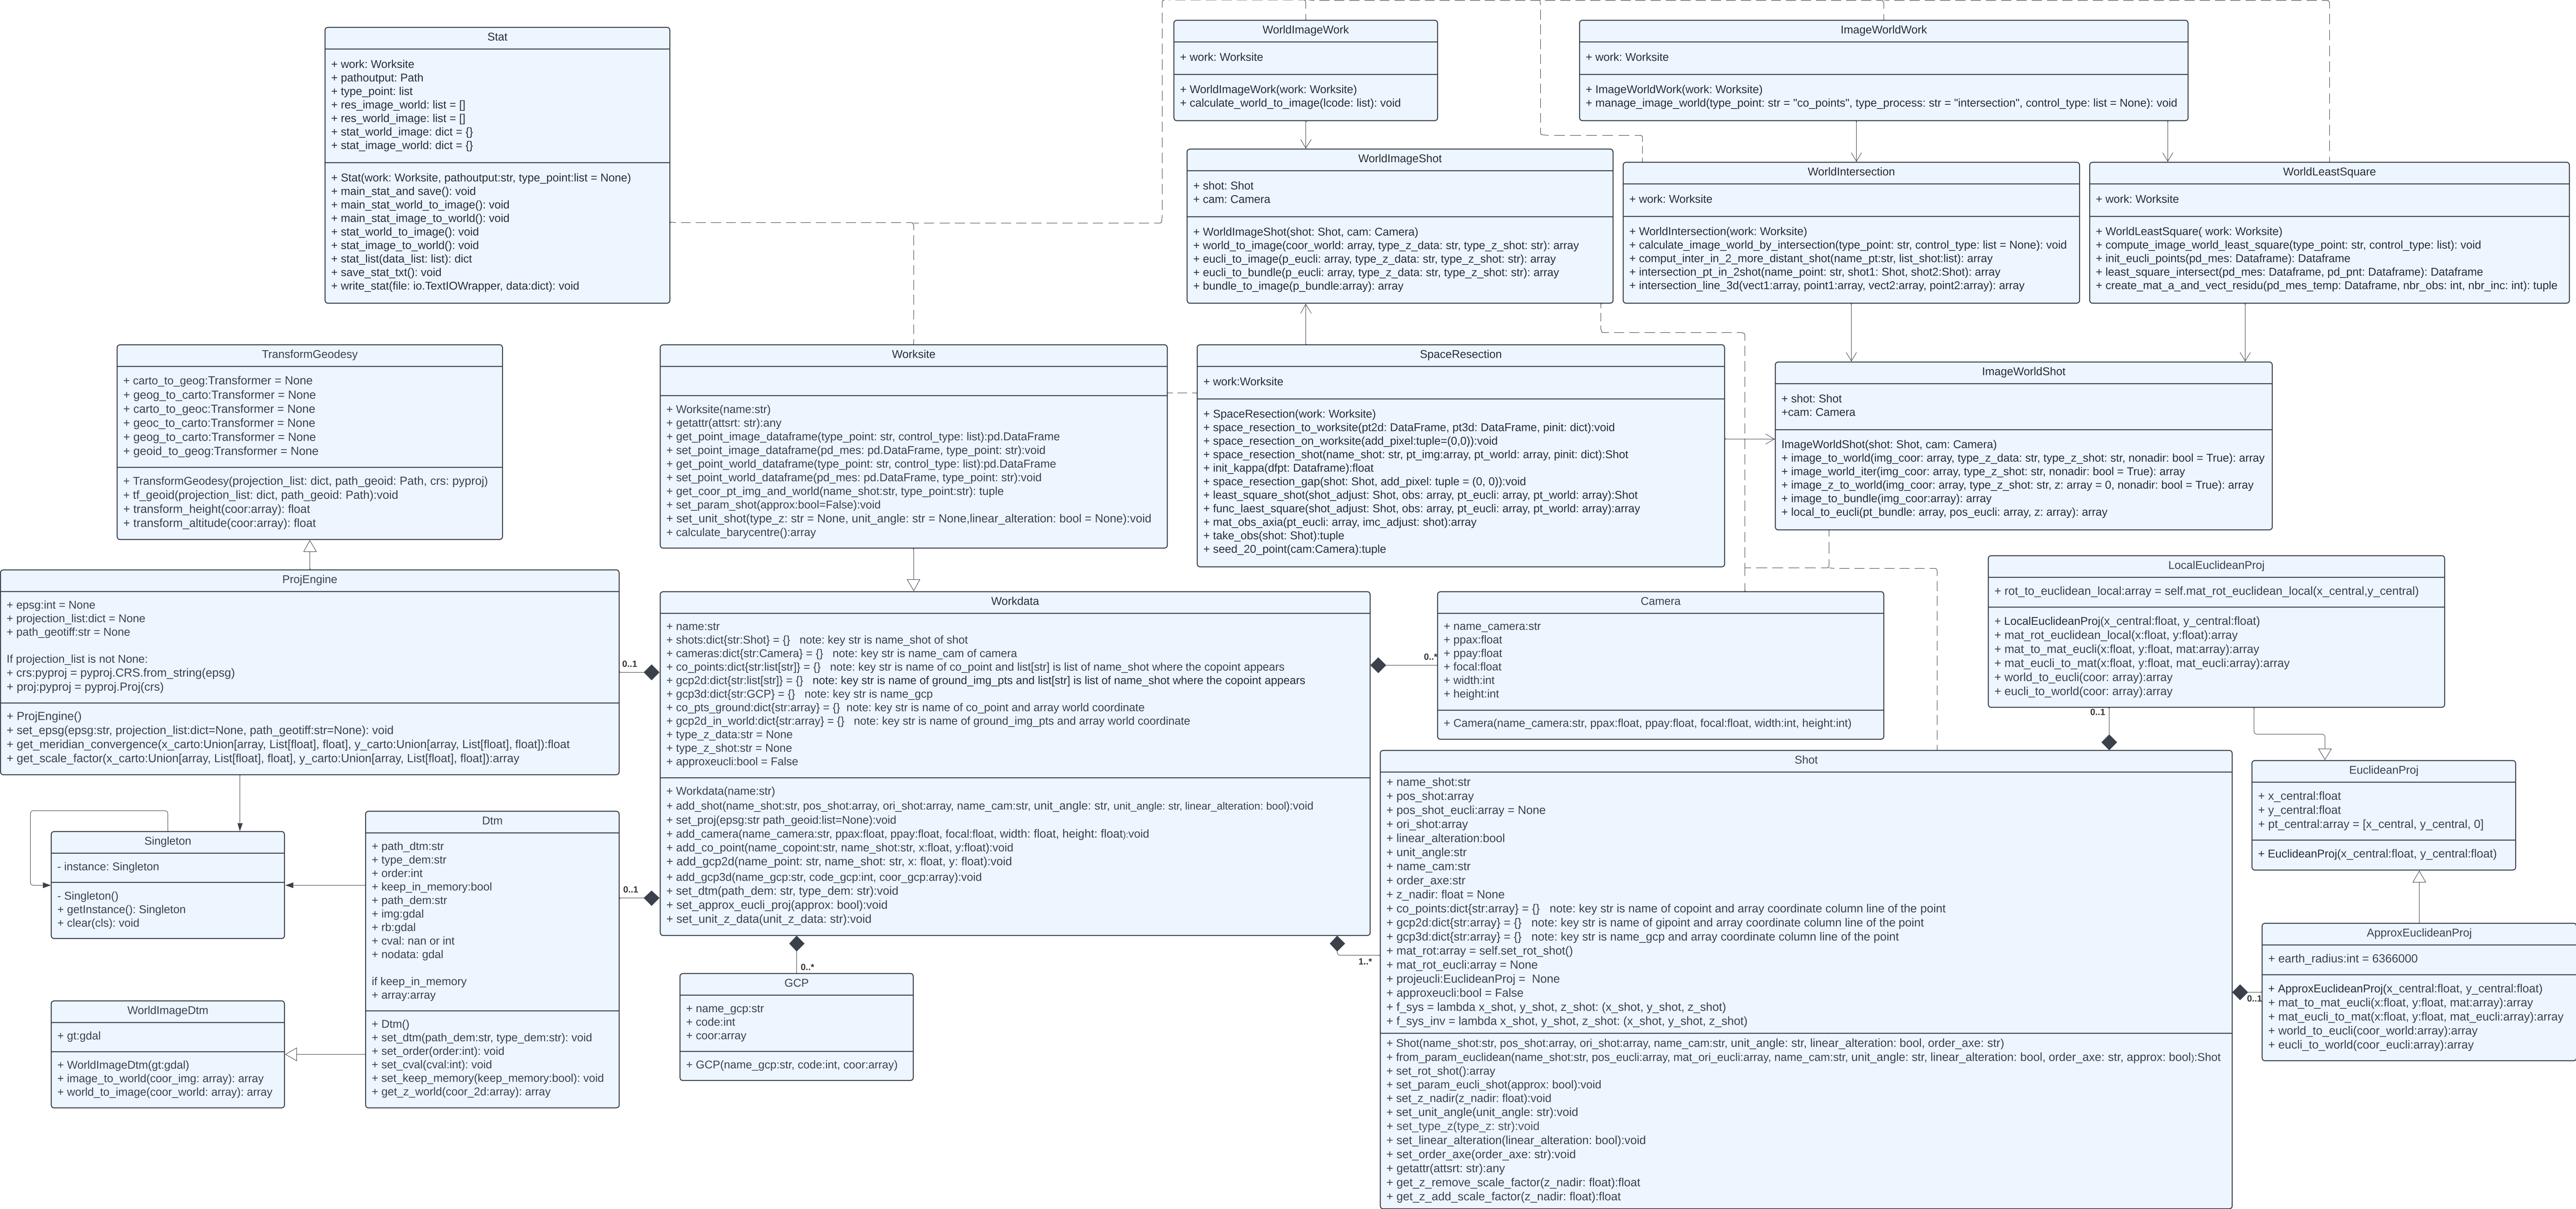 Stat
+ work: Worksite
+ pathoutput: Path
+ type_point: list
+ res_image_world: list = []
+ res_world_image: list = []
+ stat_world_image: dict = {}
+ stat_image_world: dict = {}
+ Stat(work: Worksite, pathoutput:str, type_point:list = None)
+ main_stat_and save(): void
+ main_stat_world_to_image(): void
+ main_stat_image_to_world(): void
+ stat_world_to_image(): void
+ stat_image_to_world(): void
+ stat_list(data_list: list): dict
+ save_stat_txt(): void
+ write_stat(file: io.TextIOWrapper, data:dict): void
WorldImageWork
+ work: Worksite
+ WorldImageWork(work: Worksite)
+ calculate_world_to_image(lcode: list): void
ImageWorldWork
+ work: Worksite
+ ImageWorldWork(work: Worksite)
+ manage_image_world(type_point: str = "co_points", type_process: str = "intersection", control_type: list = None): void
WorldImageShot
+ shot: Shot
+ cam: Camera
+ WorldImageShot(shot: Shot, cam: Camera)
+ world_to_image(coor_world: array, type_z_data: str, type_z_shot: str): array
+ eucli_to_image(p_eucli: array, type_z_data: str, type_z_shot: str): array
+ eucli_to_bundle(p_eucli: array, type_z_data: str, type_z_shot: str): array
+ bundle_to_image(p_bundle:array): array
WorldIntersection
+ work: Worksite
+ WorldIntersection(work: Worksite)
+ calculate_image_world_by_intersection(type_point: str, control_type: list = None): void
+ comput_inter_in_2_more_distant_shot(name_pt:str, list_shot:list): array
+ intersection_pt_in_2shot(name_point: str, shot1: Shot, shot2:Shot): array
+ intersection_line_3d(vect1:array, point1:array, vect2:array, point2:array): array
WorldLeastSquare
+ work: Worksite
+ WorldLeastSquare( work: Worksite)
+ compute_image_world_least_square(type_point: str, control_type: list): void
+ init_eucli_points(pd_mes: Dataframe): Dataframe
+ least_square_intersect(pd_mes: Dataframe, pd_pnt: Dataframe): Dataframe
+ create_mat_a_and_vect_residu(pd_mes_temp: Dataframe, nbr_obs: int, nbr_inc: int): tuple
TransformGeodesy
+ carto_to_geog:Transformer = None
+ geog_to_carto:Transformer = None
+ carto_to_geoc:Transformer = None
+ geoc_to_carto:Transformer = None
+ geog_to_carto:Transformer = None
+ geoid_to_geog:Transformer = None
+ TransformGeodesy(projection_list: dict, path_geoid: Path, crs: pyproj)
+ tf_geoid(projection_list: dict, path_geoid: Path):void
+ transform_height(coor:array): float
+ transform_altitude(coor:array): float
Worksite
+ Worksite(name:str)
+ getattr(attsrt: str):any
+ get_point_image_dataframe(type_point: str, control_type: list):pd.DataFrame
+ set_point_image_dataframe(pd_mes: pd.DataFrame, type_point: str):void
+ get_point_world_dataframe(type_point: str, control_type: list):pd.DataFrame
+ set_point_world_dataframe(pd_mes: pd.DataFrame, type_point: str):void
+ get_coor_pt_img_and_world(name_shot:str, type_point:str): tuple
+ set_param_shot(approx:bool=False):void
+ set_unit_shot(type_z: str = None, unit_angle: str = None,linear_alteration: bool = None):void
+ calculate_barycentre():array
SpaceResection
+ work:Worksite
+ SpaceResection(work: Worksite)
+ space_resection_to_worksite(pt2d: DataFrame, pt3d: DataFrame, pinit: dict):void
+ space_resection_on_worksite(add_pixel:tuple=(0,0)):void
+ space_resection_shot(name_shot: str, pt_img:array, pt_world: array, pinit: dict):Shot
+ init_kappa(dfpt: Dataframe):float
+ space_resection_gap(shot: Shot, add_pixel: tuple = (0, 0)):void
+ least_square_shot(shot_adjust: Shot, obs: array, pt_eucli: array, pt_world: array):Shot
+ func_laest_square(shot_adjust: Shot, obs: array, pt_eucli: array, pt_world: array):array
+ mat_obs_axia(pt_eucli: array, imc_adjust: shot):array
+ take_obs(shot: Shot):tuple
+ seed_20_point(cam:Camera):tuple
ImageWorldShot
+ shot: Shot
+cam: Camera
ImageWorldShot(shot: Shot, cam: Camera)
+ image_to_world(img_coor: array, type_z_data: str, type_z_shot: str, nonadir: bool = True): array
+ image_world_iter(img_coor: array, type_z_shot: str, nonadir: bool = True): array
+ image_z_to_world(img_coor: array, type_z_shot: str, z: array = 0, nonadir: bool = True): array
+ image_to_bundle(img_coor:array): array
+ local_to_eucli(pt_bundle: array, pos_eucli: array, z: array): array
ProjEngine
+ epsg:int = None
+ projection_list:dict = None
+ path_geotiff:str = None
If projection_list is not None:
+ crs:pyproj = pyproj.CRS.from_string(epsg)
+ proj:pyproj = pyproj.Proj(crs)
+ ProjEngine()
+ set_epsg(epsg:str, projection_list:dict=None, path_geotiff:str=None): void
+ get_meridian_convergence(x_carto:Union[array, List[float], float], y_carto:Union[array, List[float], float]):float
+ get_scale_factor(x_carto:Union[array, List[float], float], y_carto:Union[array, List[float], float]):array
0..1
Workdata
+ name:str
+ shots:dict{str:Shot} = {}   note: key str is name_shot of shot
+ cameras:dict{str:Camera} = {}   note: key str is name_cam of camera
+ co_points:dict{str:list[str]} = {}   note: key str is name of co_point and list[str] is list of name_shot where the copoint appears
+ gcp2d:dict{str:list[str]} = {}   note: key str is name of ground_img_pts and list[str] is list of name_shot where the copoint appears
+ gcp3d:dict{str:GCP} = {}   note: key str is name_gcp
+ co_pts_ground:dict{str:array} = {}  note: key str is name of co_point and array world coordinate
+ gcp2d_in_world:dict{str:array} = {}   note: key str is name of ground_img_pts and array world coordinate
+ type_z_data:str = None
+ type_z_shot:str = None
+ approxeucli:bool = False
+ Workdata(name:str)
+ add_shot(name_shot:str, pos_shot:array, ori_shot:array, name_cam:str, unit_angle: str, unit_angle: str, linear_alteration: bool):void
+ set_proj(epsg:str path_geoid:list=None):void
+ add_camera(name_camera:str, ppax:float, ppay:float, focal:float, width: float, height: float):void
+ add_co_point(name_copoint:str, name_shot:str, x:float, y:float):void
+ add_gcp2d(name_point: str, name_shot: str, x: float, y: float):void
+ add_gcp3d(name_gcp:str, code_gcp:int, coor_gcp:array):void
+ set_dtm(path_dem: str, type_dem: str):void
+ set_approx_eucli_proj(approx: bool):void
+ set_unit_z_data(unit_z_data: str):void
0..*
Camera
+ name_camera:str
+ ppax:float
+ ppay:float
+ focal:float
+ width:int
+ height:int
+ Camera(name_camera:str, ppax:float, ppay:float, focal:float, width:int, height:int)
LocalEuclideanProj
+ rot_to_euclidean_local:array = self.mat_rot_euclidean_local(x_central,y_central)
+ LocalEuclideanProj(x_central:float, y_central:float)
+ mat_rot_euclidean_local(x:float, y:float):array
+ mat_to_mat_eucli(x:float, y:float, mat:array):array
+ mat_eucli_to_mat(x:float, y:float, mat_eucli:array):array
+ world_to_eucli(coor: array):array
+ eucli_to_world(coor: array):array
0..1
Shot
+ name_shot:str
+ pos_shot:array
+ pos_shot_eucli:array = None
+ ori_shot:array
+ linear_alteration:bool
+ unit_angle:str
+ name_cam:str
+ order_axe:str
+ z_nadir: float = None
+ co_points:dict{str:array} = {}   note: key str is name of copoint and array coordinate column line of the point
+ gcp2d:dict{str:array} = {}   note: key str is name of gipoint and array coordinate column line of the point
+ gcp3d:dict{str:array} = {}   note: key str is name_gcp and array coordinate column line of the point
+ mat_rot:array = self.set_rot_shot()
+ mat_rot_eucli:array = None
+ projeucli:EuclideanProj =  None
+ approxeucli:bool = False
+ f_sys = lambda x_shot, y_shot, z_shot: (x_shot, y_shot, z_shot)
+ f_sys_inv = lambda x_shot, y_shot, z_shot: (x_shot, y_shot, z_shot)
+ Shot(name_shot:str, pos_shot:array, ori_shot:array, name_cam:str, unit_angle: str, linear_alteration: bool, order_axe: str)
+ from_param_euclidean(name_shot:str, pos_eucli:array, mat_ori_eucli:array, name_cam:str, unit_angle: str, linear_alteration: bool, order_axe: str, approx: bool):Shot
+ set_rot_shot():array
+ set_param_eucli_shot(approx: bool):void
+ set_z_nadir(z_nadir: float):void
+ set_unit_angle(unit_angle: str):void
+ set_type_z(type_z: str):void
+ set_linear_alteration(linear_alteration: bool):void
+ set_order_axe(order_axe: str):void
+ getattr(attsrt: str):any
+ get_z_remove_scale_factor(z_nadir: float):float
+ get_z_add_scale_factor(z_nadir: float):float
EuclideanProj
+ x_central:float
+ y_central:float
+ pt_central:array = [x_central, y_central, 0]
+ EuclideanProj(x_central:float, y_central:float)
Singleton
- instance: Singleton
- Singleton()
+ getInstance(): Singleton
+ clear(cls): void
Dtm
+ path_dtm:str
+ type_dem:str
+ order:int
+ keep_in_memory:bool
+ path_dem:str
+ img:gdal
+ rb:gdal
+ cval: nan or int
+ nodata: gdal
if keep_in_memory
+ array:array
+ Dtm()
+ set_dtm(path_dem:str, type_dem:str): void
+ set_order(order:int): void
+ set_cval(cval:int): void
+ set_keep_memory(keep_memory:bool): void
+ get_z_world(coor_2d:array): array
0..1
WorldImageDtm
+ gt:gdal
+ WorldImageDtm(gt:gdal)
+ image_to_world(coor_img: array): array
+ world_to_image(coor_world: array): array
0..*
GCP
+ name_gcp:str
+ code:int
+ coor:array
+ GCP(name_gcp:str, code:int, coor:array)
1..*
ApproxEuclideanProj
+ earth_radius:int = 6366000
+ ApproxEuclideanProj(x_central:float, y_central:float)
+ mat_to_mat_eucli(x:float, y:float, mat:array):array
+ mat_eucli_to_mat(x:float, y:float, mat_eucli:array):array
+ world_to_eucli(coor_world:array):array
+ eucli_to_world(coor_eucli:array):array
0..1